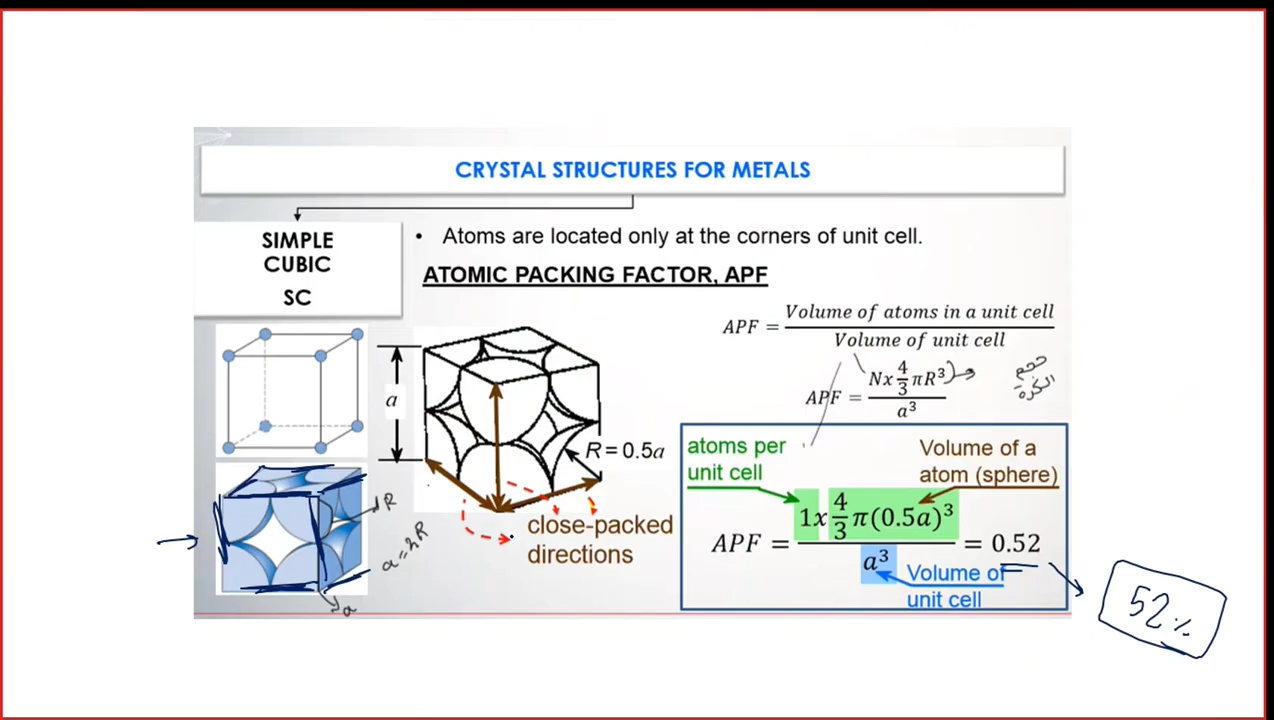 CRYSTAL STRUCTURES FOR METALS
SIMPLE
CUBIC
SC
• Atoms are located only at the corners of unit cell.
ATOMIC PACKING FACTOR, APF
APF = Volume of atoms in a unit cell / Volume of unit cell
APF = Nx 4/3 πR³ / a³
حجم
الكرة
a
R = 0.5a
close-packed
directions
R
a = 2R
a
atoms per
unit cell
Volume of a
atom (sphere)
APF = 1x 4/3 π(0.5a)³ / a³ = 0.52
Volume of
unit cell
52%